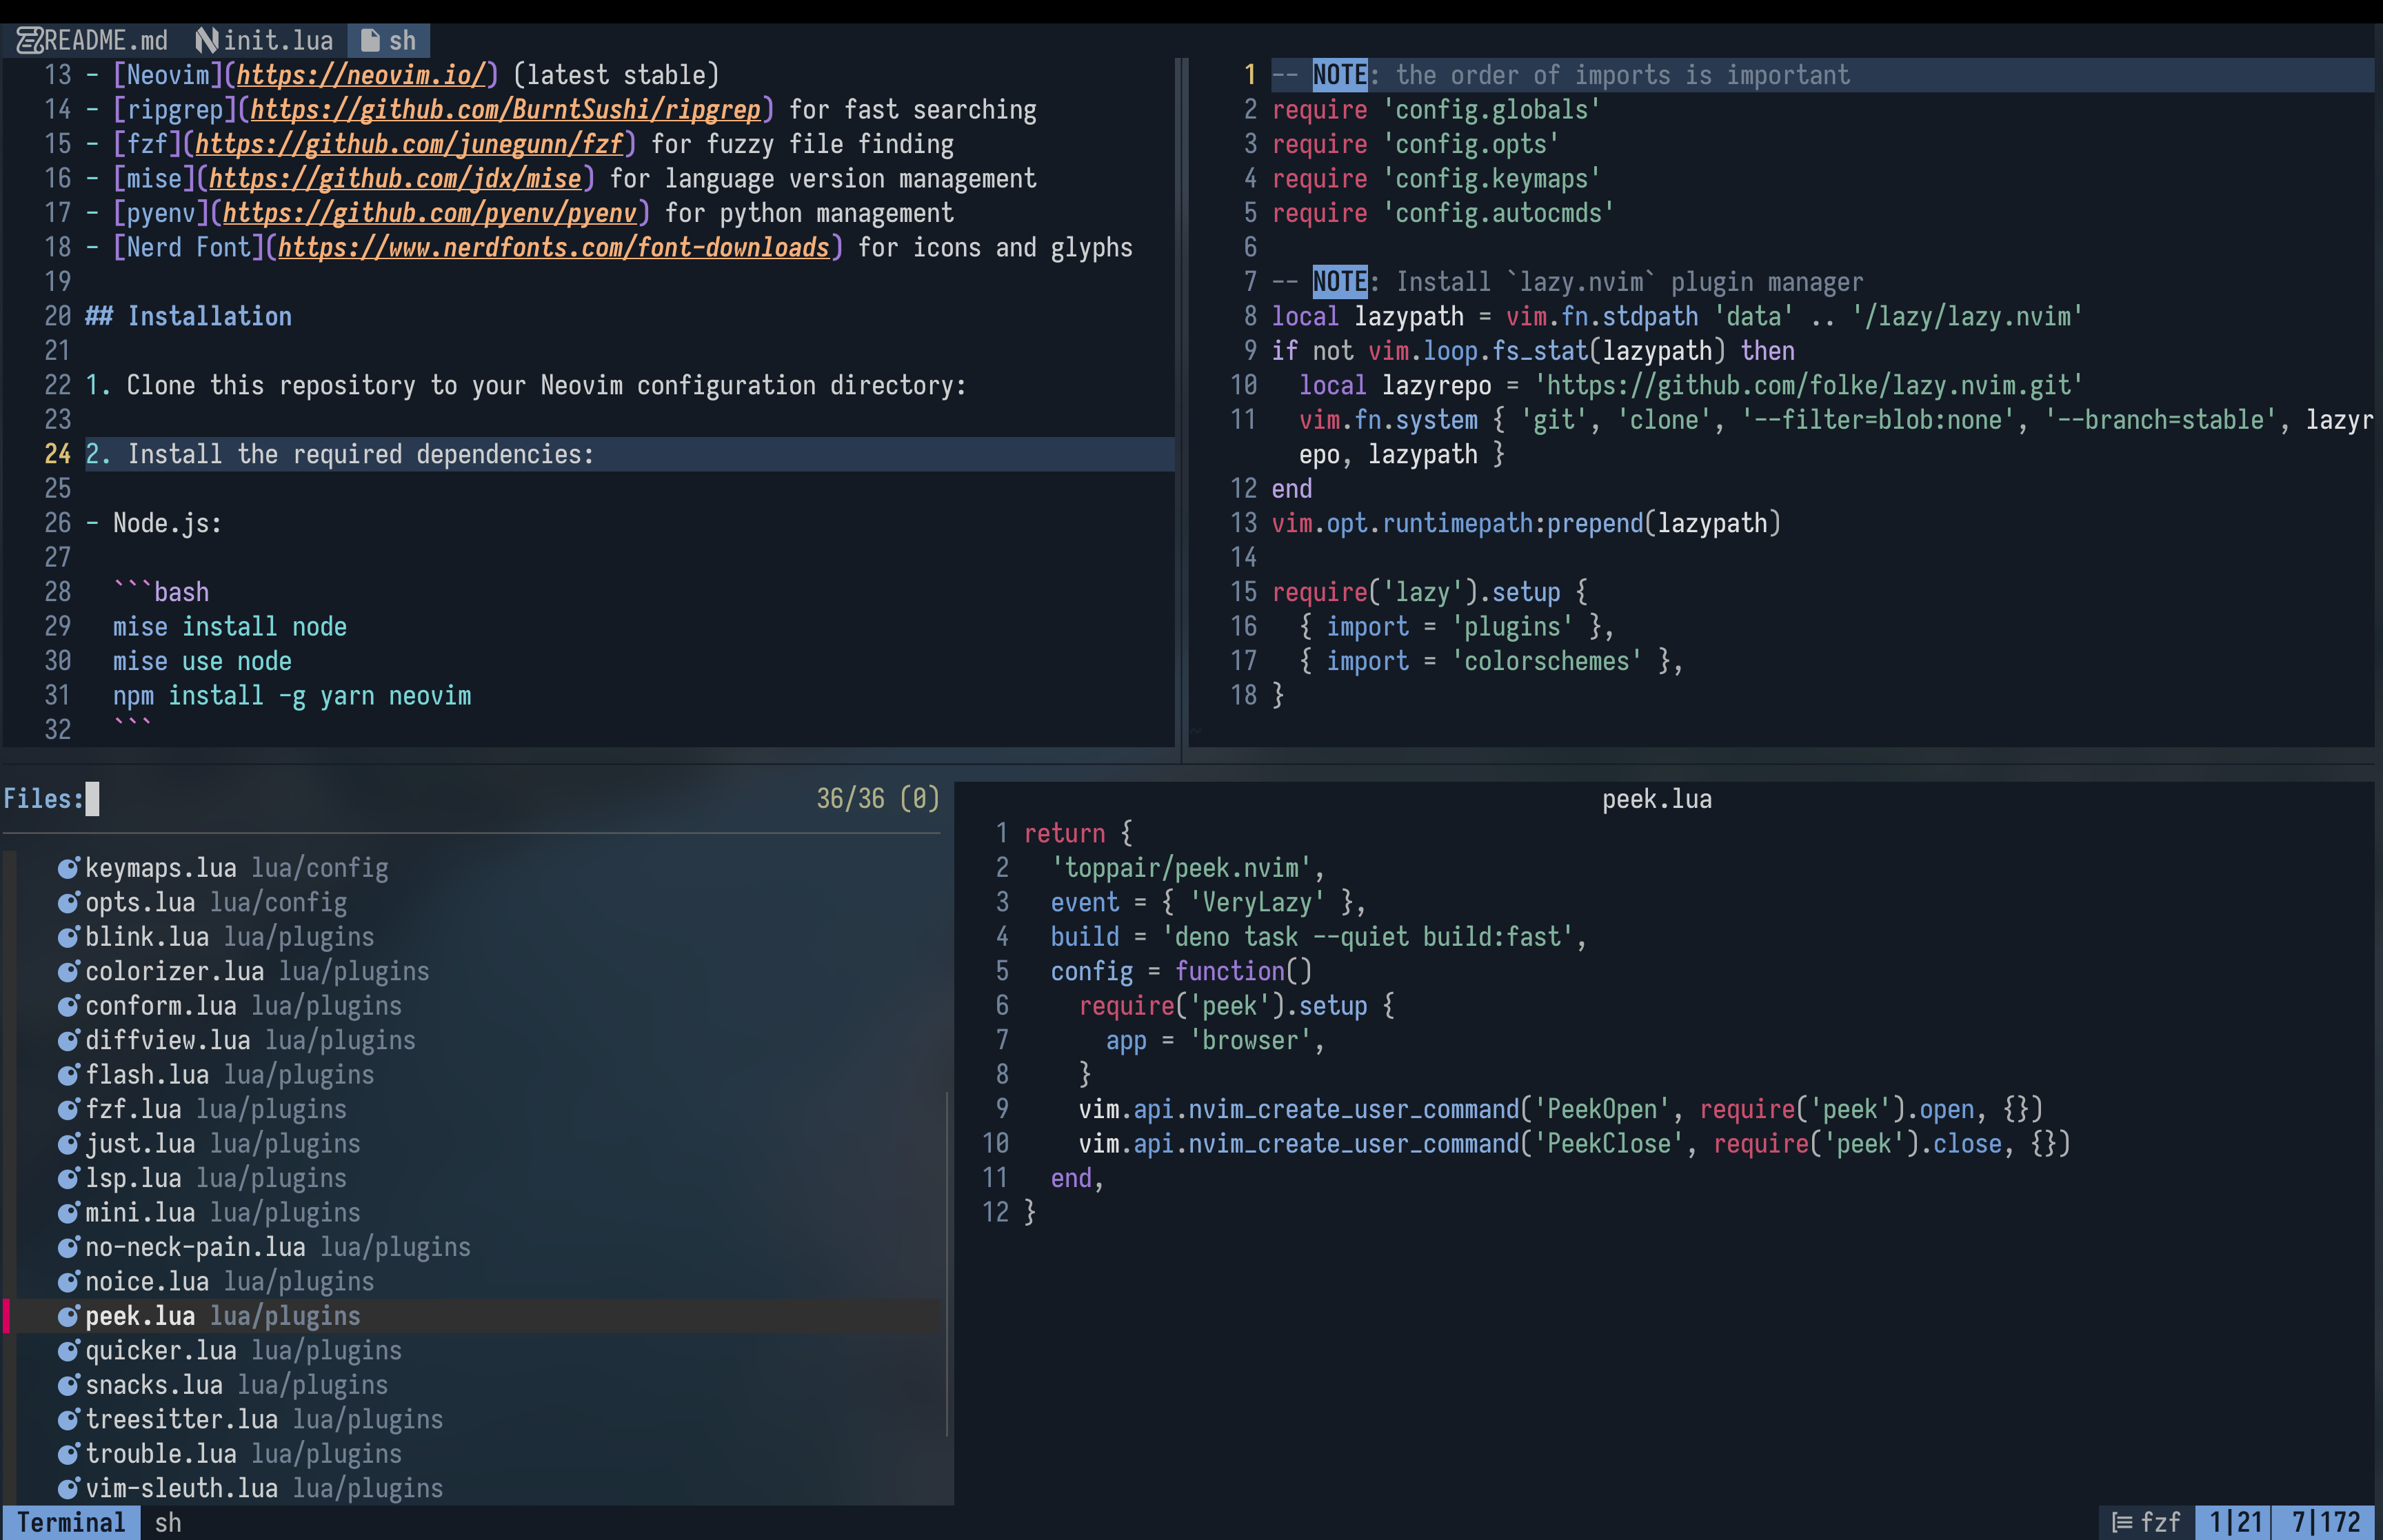 README.md init.lua sh
13 - [Neovim](https://neovim.io/) (latest stable)
14 - [ripgrep](https://github.com/BurntSushi/ripgrep) for fast searching
15 - [fzf](https://github.com/junegunn/fzf) for fuzzy file finding
16 - [mise](https://github.com/jdx/mise) for language version management
17 - [pyenv](https://github.com/pyenv/pyenv) for python management
18 - [Nerd Font](https://www.nerdfonts.com/font-downloads) for icons and glyphs
19
20 ## Installation
21
22 1. Clone this repository to your Neovim configuration directory:
23
24 2. Install the required dependencies:
25
26 - Node.js:
27
28   ```bash
29   mise install node
30   mise use node
31   npm install -g yarn neovim
32   ```
1 -- NOTE: the order of imports is important
2 require 'config.globals'
3 require 'config.opts'
4 require 'config.keymaps'
5 require 'config.autocmds'
6
7 -- NOTE: Install `lazy.nvim` plugin manager
8 local lazypath = vim.fn.stdpath 'data' .. '/lazy/lazy.nvim'
9 if not vim.loop.fs_stat(lazypath) then
10   local lazyrepo = 'https://github.com/folke/lazy.nvim.git'
11   vim.fn.system { 'git', 'clone', '--filter=blob:none', '--branch=stable', lazyr
epo, lazypath }
12 end
13 vim.opt.runtimepath:prepend(lazypath)
14
15 require('lazy').setup {
16   { import = 'plugins' },
17   { import = 'colorschemes' },
18 }
~
Files: 36/36 (0)
keymaps.lua lua/config
opts.lua lua/config
blink.lua lua/plugins
colorizer.lua lua/plugins
conform.lua lua/plugins
diffview.lua lua/plugins
flash.lua lua/plugins
fzf.lua lua/plugins
just.lua lua/plugins
lsp.lua lua/plugins
mini.lua lua/plugins
no-neck-pain.lua lua/plugins
noice.lua lua/plugins
peek.lua lua/plugins
quicker.lua lua/plugins
snacks.lua lua/plugins
treesitter.lua lua/plugins
trouble.lua lua/plugins
vim-sleuth.lua lua/plugins
peek.lua
1 return {
2   'toppair/peek.nvim',
3   event = { 'VeryLazy' },
4   build = 'deno task --quiet build:fast',
5   config = function()
6     require('peek').setup {
7       app = 'browser',
8     }
9     vim.api.nvim_create_user_command('PeekOpen', require('peek').open, {})
10     vim.api.nvim_create_user_command('PeekClose', require('peek').close, {})
11   end,
12 }
Terminal sh fzf 1|21 7|172